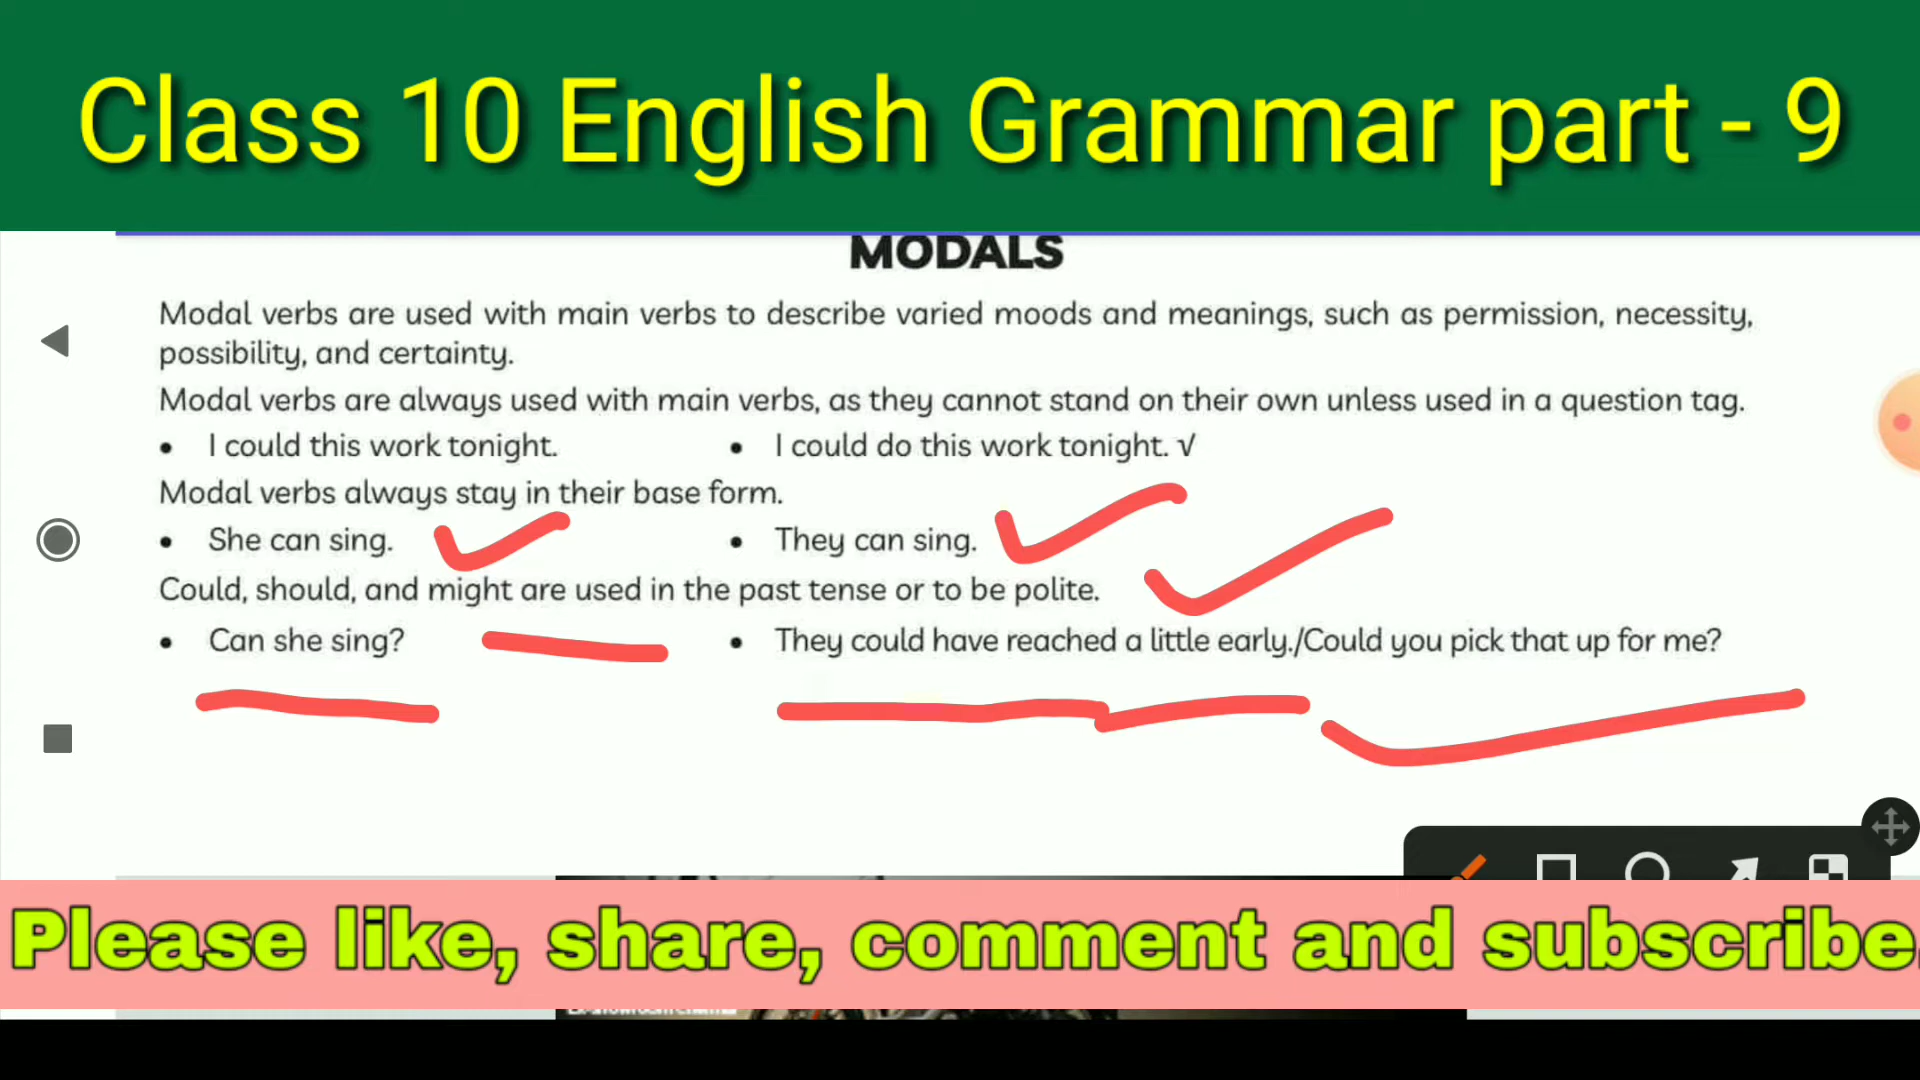 Class 10 English Grammar part - 9
MODALS
Modal verbs are used with main verbs to describe varied moods and meanings, such as permission, necessity,
possibility, and certainty.
Modal verbs are always used with main verbs, as they cannot stand on their own unless used in a question tag.
• I could this work tonight. • I could do this work tonight. √
Modal verbs always stay in their base form.
• She can sing. • They can sing.
Could, should, and might are used in the past tense or to be polite.
• Can she sing? • They could have reached a little early./Could you pick that up for me?
Please like, share, comment and subscribe.